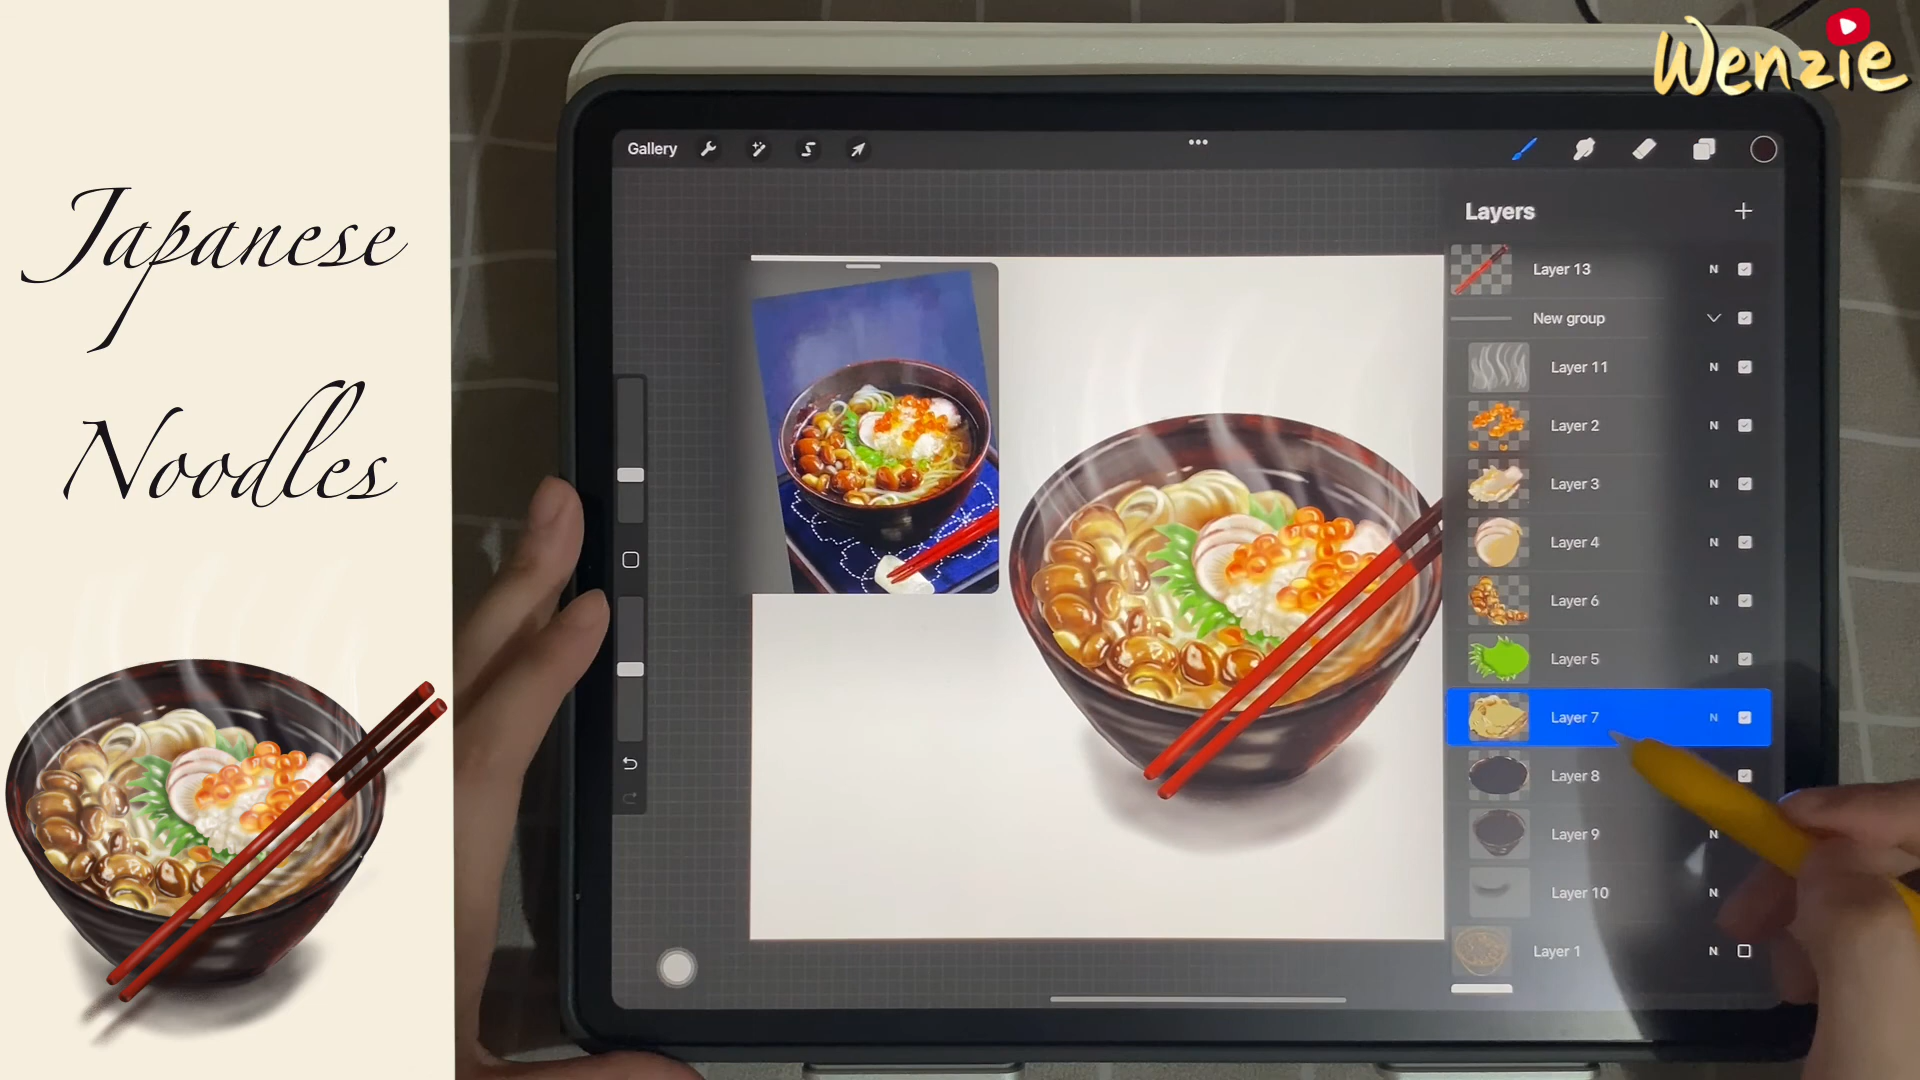 Japanese
Noodles
Wenzie
Gallery
Layers
Layer 13 N
New group
Layer 11 N
Layer 2 N
Layer 3 N
Layer 4 N
Layer 6 N
Layer 5 N
Layer 7 N
Layer 8
Layer 9 N
Layer 10 N
Layer 1 N